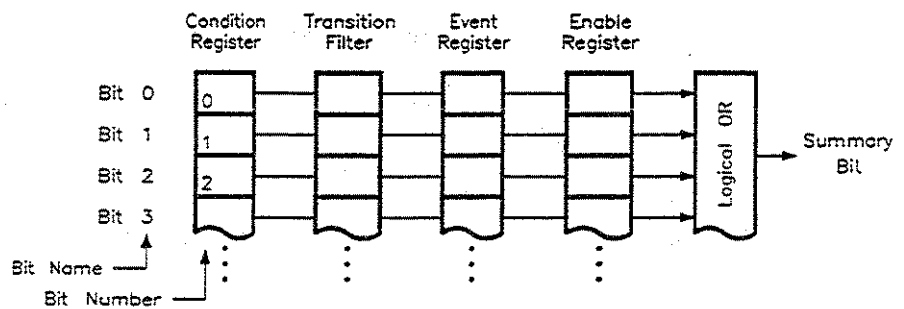 Condition Register
Transition Filter
Event Register
Enable Register
Bit 0
0
Bit 1
1
Bit 2
2
Bit 3
Logical OR
Summary Bit
Bit Name
Bit Number